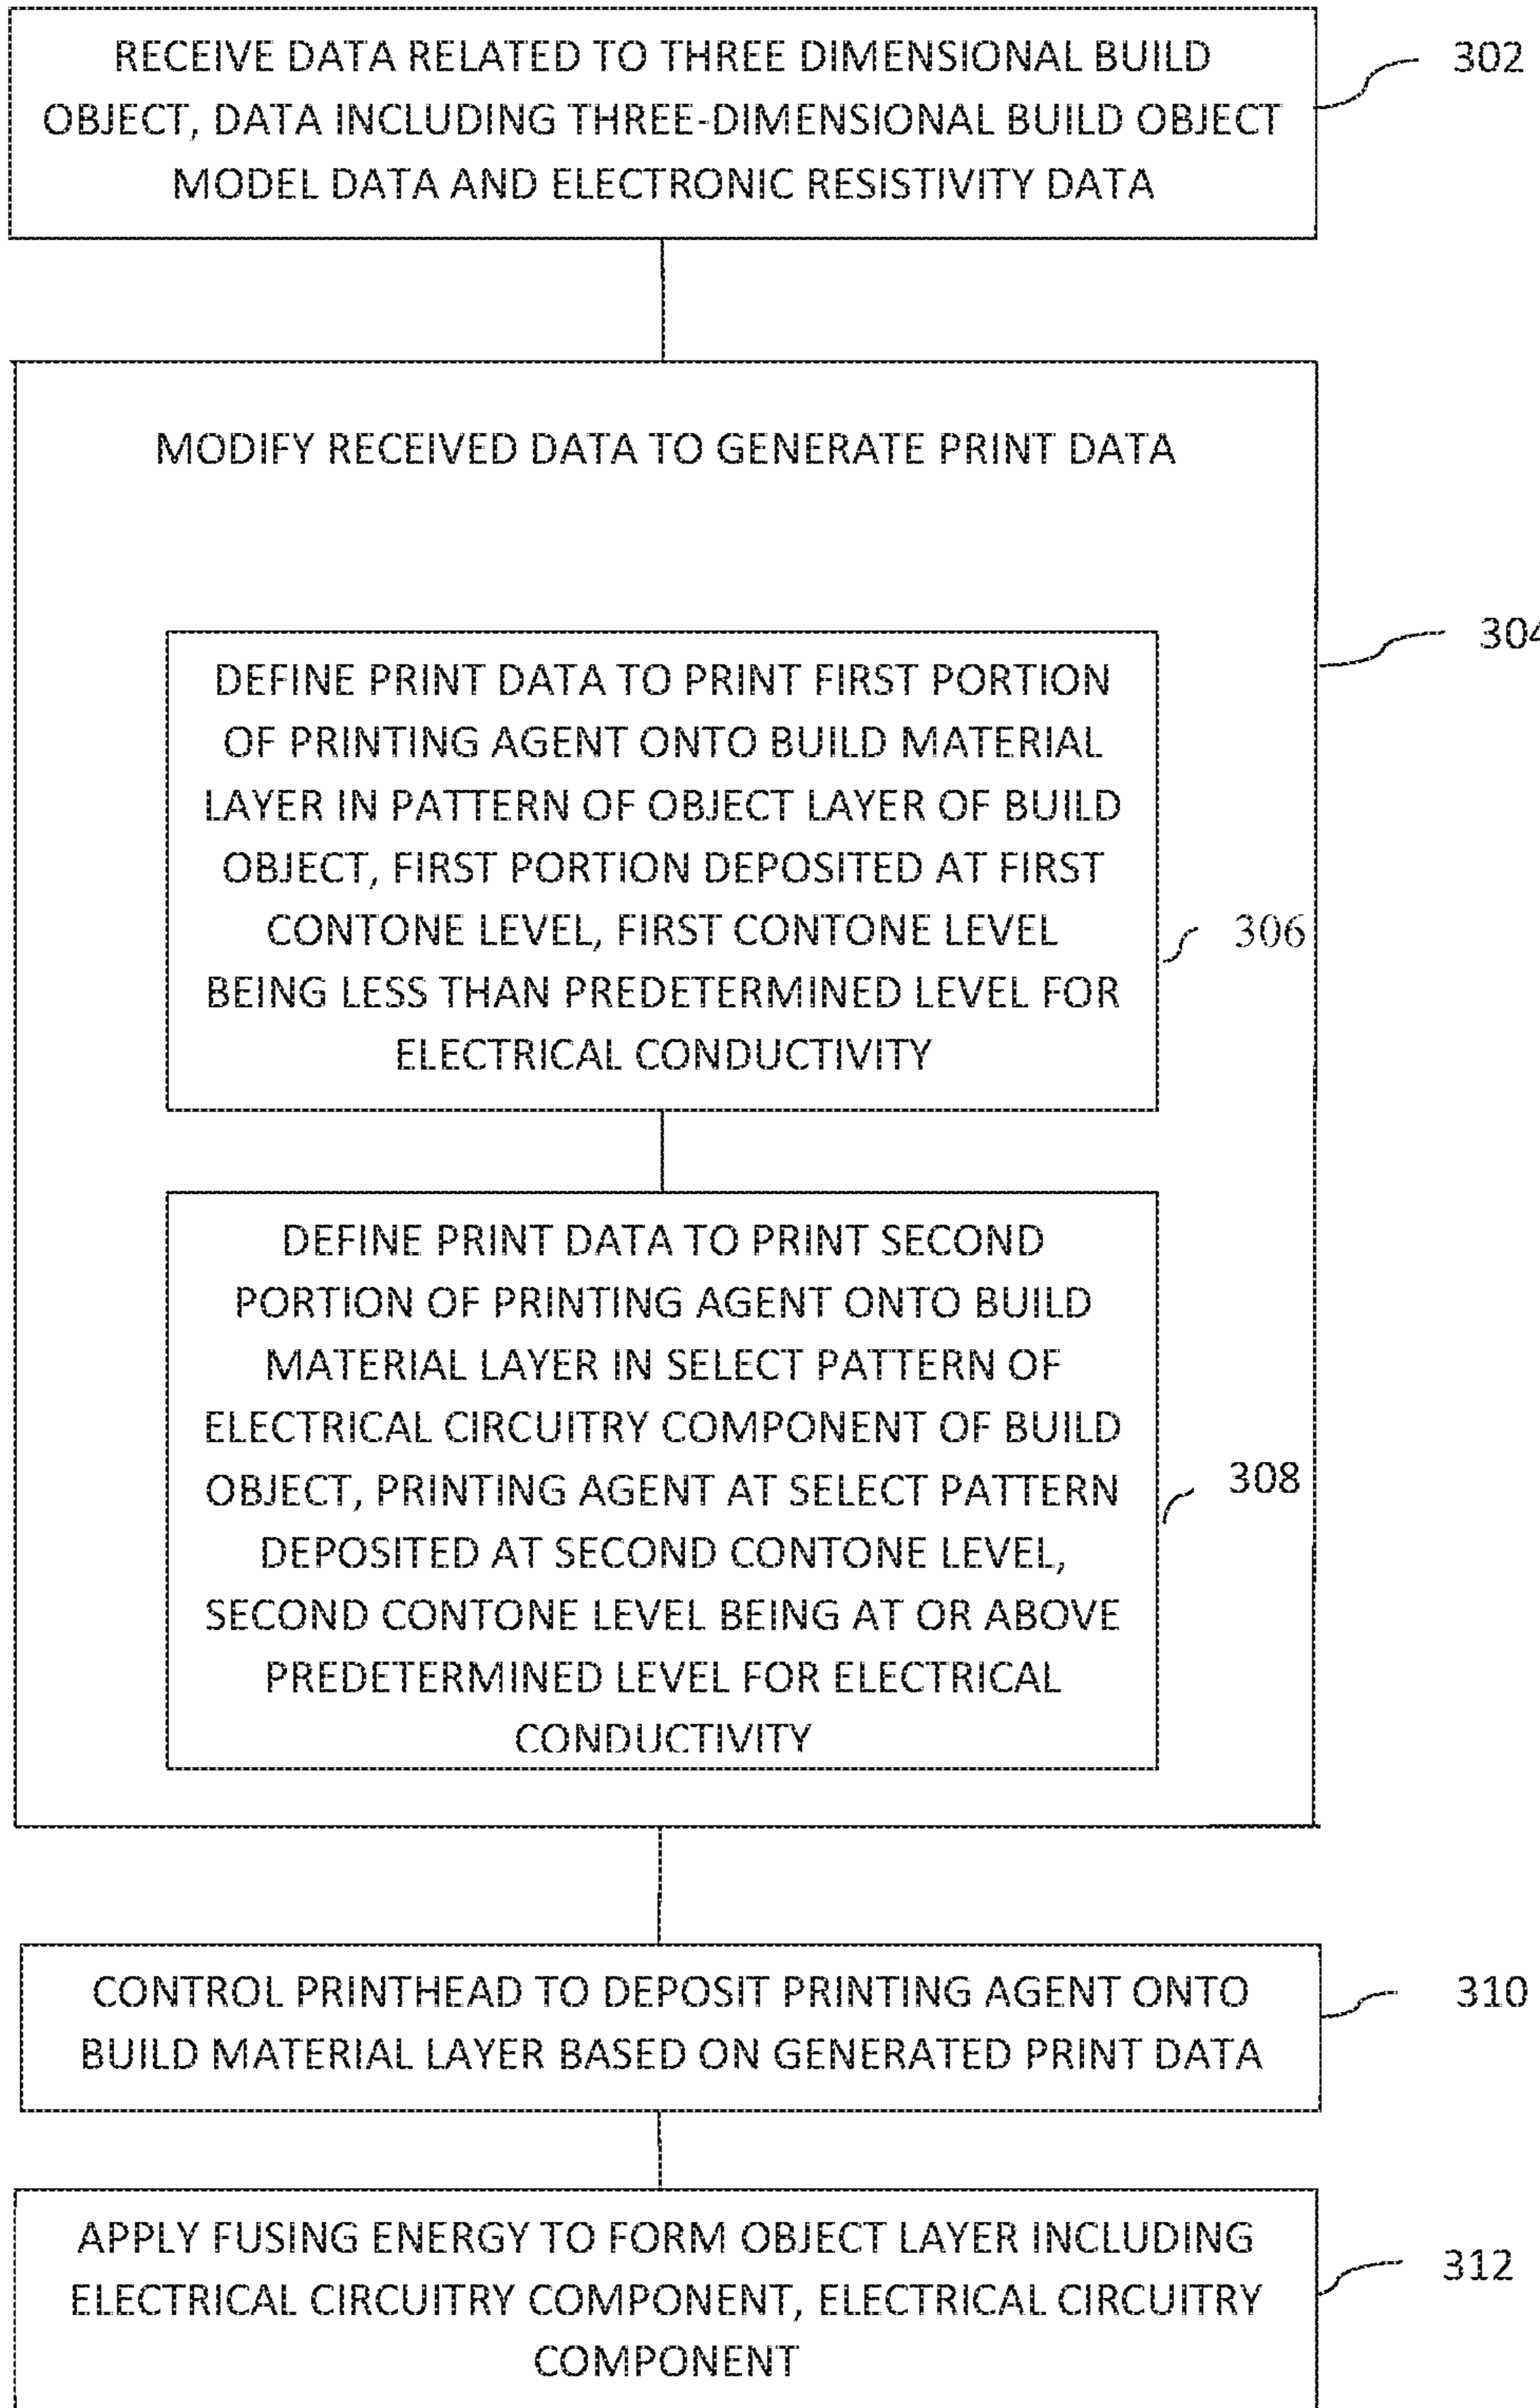 RECEIVE DATA RELATED TO THREE DIMENSIONAL BUILD
OBJECT, DATA INCLUDING THREE-DIMENSIONAL BUILD OBJECT
MODEL DATA AND ELECTRONIC RESISTIVITY DATA
302
MODIFY RECEIVED DATA TO GENERATE PRINT DATA
304
DEFINE PRINT DATA TO PRINT FIRST PORTION
OF PRINTING AGENT ONTO BUILD MATERIAL
LAYER IN PATTERN OF OBJECT LAYER OF BUILD
OBJECT, FIRST PORTION DEPOSITED AT FIRST
CONTONE LEVEL, FIRST CONTONE LEVEL
BEING LESS THAN PREDETERMINED LEVEL FOR
ELECTRICAL CONDUCTIVITY
306
DEFINE PRINT DATA TO PRINT SECOND
PORTION OF PRINTING AGENT ONTO BUILD
MATERIAL LAYER IN SELECT PATTERN OF
ELECTRICAL CIRCUITRY COMPONENT OF BUILD
OBJECT, PRINTING AGENT AT SELECT PATTERN
DEPOSITED AT SECOND CONTONE LEVEL,
SECOND CONTONE LEVEL BEING AT OR ABOVE
PREDETERMINED LEVEL FOR ELECTRICAL
CONDUCTIVITY
308
CONTROL PRINTHEAD TO DEPOSIT PRINTING AGENT ONTO
BUILD MATERIAL LAYER BASED ON GENERATED PRINT DATA
310
APPLY FUSING ENERGY TO FORM OBJECT LAYER INCLUDING
ELECTRICAL CIRCUITRY COMPONENT, ELECTRICAL CIRCUITRY
COMPONENT
312